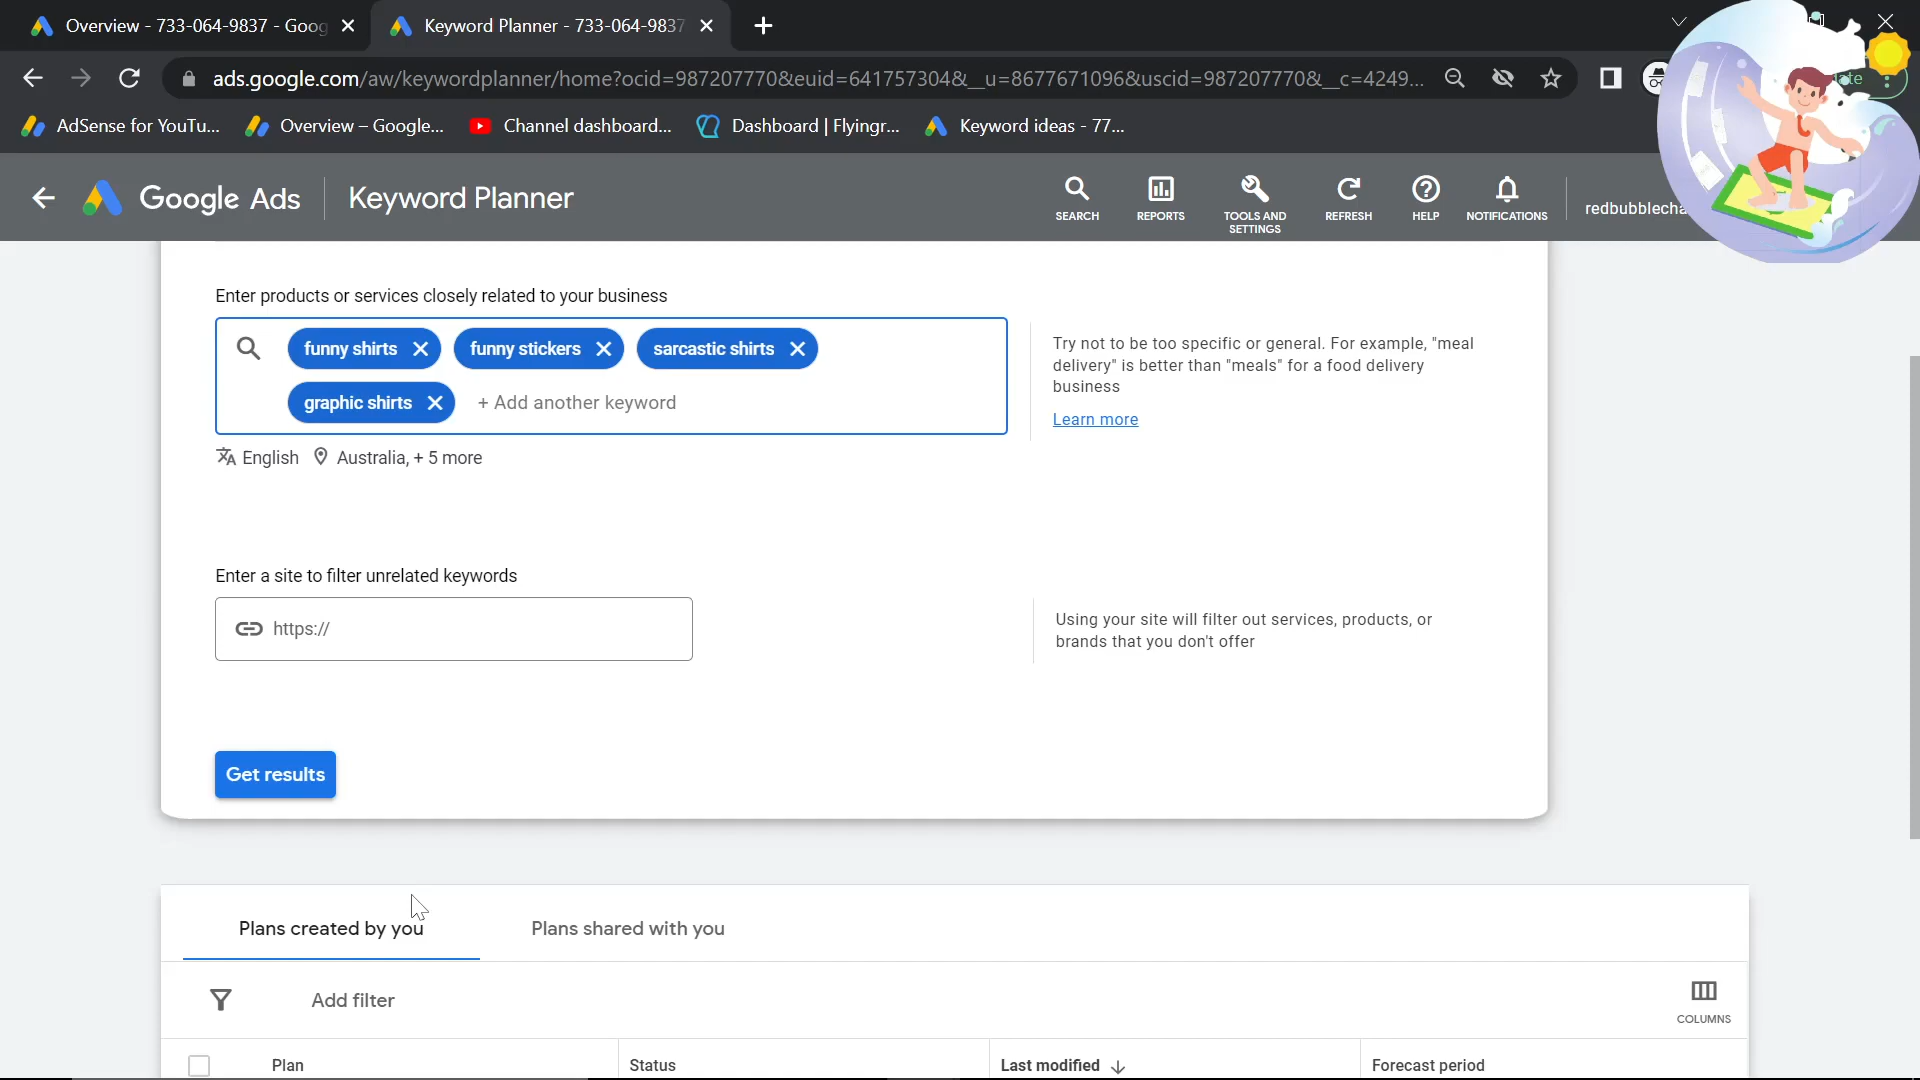 Overview - 733-064-9837 - Goog
Keyword Planner - 733-064-9837
ads.google.com/aw/keywordplanner/home?ocid=987207770&euid=641757304&__u=8677671096&uscid=987207770&__c=4249...
AdSense for YouTu...
Overview – Google...
Channel dashboard...
Dashboard | Flyingr...
Keyword ideas - 77...
Google Ads
Keyword Planner
SEARCH
REPORTS
TOOLS AND
SETTINGS
REFRESH
HELP
NOTIFICATIONS
redbubblecha
Enter products or services closely related to your business
funny shirts
funny stickers
sarcastic shirts
graphic shirts
+ Add another keyword
Try not to be too specific or general. For example, "meal
delivery" is better than "meals" for a food delivery
business
Learn more
English
Australia, + 5 more
Enter a site to filter unrelated keywords
https://
Using your site will filter out services, products, or
brands that you don't offer
Get results
Plans created by you
Plans shared with you
Add filter
COLUMNS
Plan
Status
Last modified
Forecast period